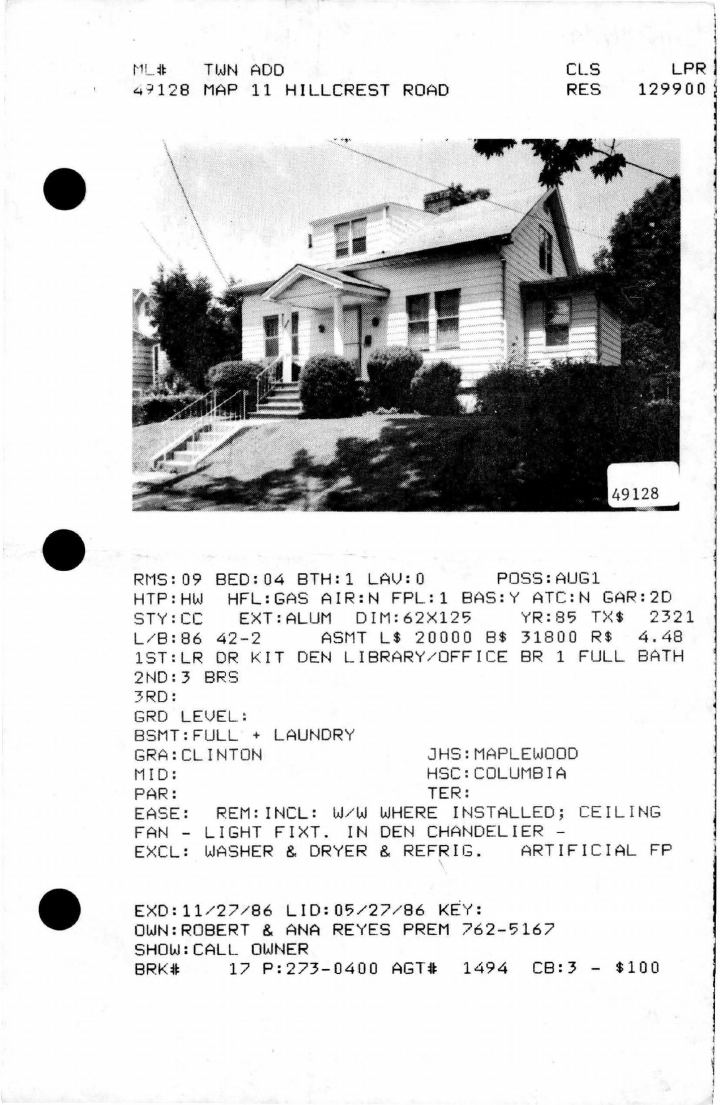 ML# TWN ADD CLS LPR
49128 MAP 11 HILLCREST ROAD RES 129900
49128
RMS:09 BED:04 BTH:1 LAV:0 POSS:AUG1
HTP:HW HFL:GAS AIR:N FPL:1 BAS:Y ATC:N GAR:2D
STY:CC EXT:ALUM DIM:62X125 YR:85 TX$ 2321
L/B:86 42-2 ASMT L$ 20000 B$ 31800 R$ 4.48
1ST:LR DR KIT DEN LIBRARY/OFFICE BR 1 FULL BATH
2ND:3 BRS
3RD:
GRD LEVEL:
BSMT:FULL + LAUNDRY
GRA:CLINTON JHS:MAPLEWOOD
MID: HSC:COLUMBIA
PAR: TER:
EASE: REM:INCL: W/W WHERE INSTALLED; CEILING
FAN - LIGHT FIXT. IN DEN CHANDELIER -
EXCL: WASHER & DRYER & REFRIG. ARTIFICIAL FP
EXD:11/27/86 LID:05/27/86 KEY:
OWN:ROBERT & ANA REYES PREM 762-5167
SHOW:CALL OWNER
BRK# 17 P:273-0400 AGT# 1494 CB:3 - $100